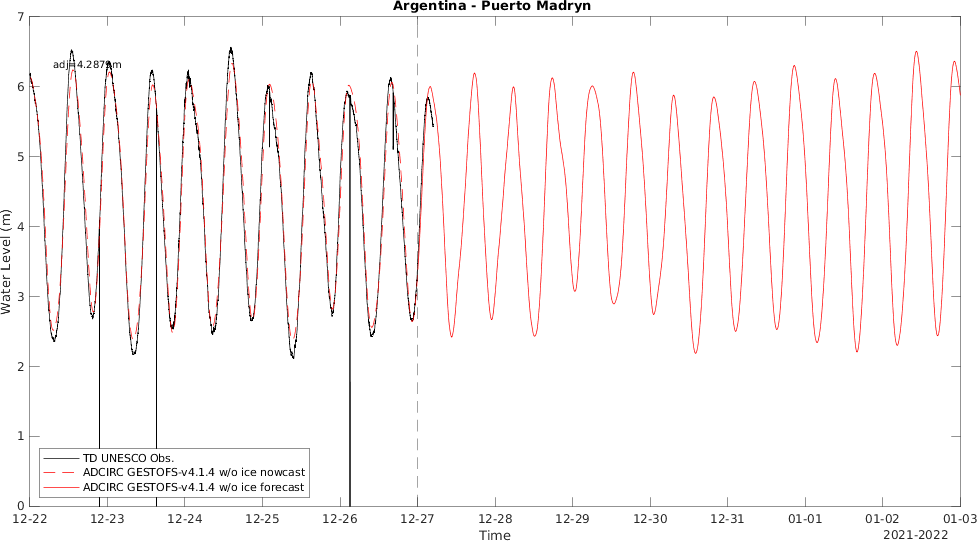 Argentina - Puerto Madryn
7
6
5
4
3
2
1
0
Water Level (m)
adj=4.2879m
TD UNESCO Obs.
ADCIRC GESTOFS-v4.1.4 w/o ice nowcast
ADCIRC GESTOFS-v4.1.4 w/o ice forecast
12-22 12-23 12-24 12-25 12-26 12-27 12-28 12-29 12-30 12-31 01-01 01-02 01-03
Time
2021-2022